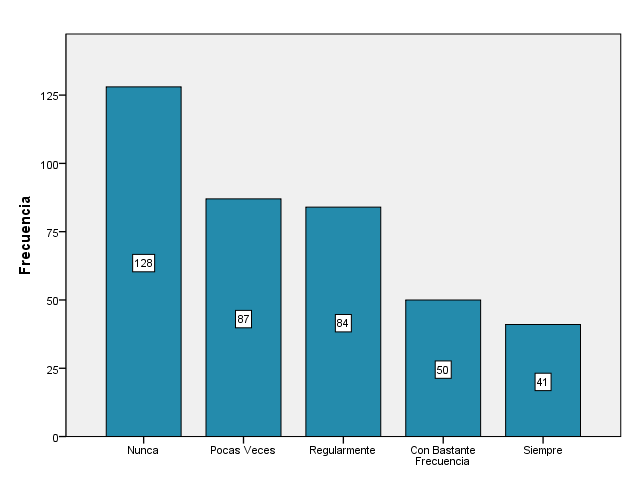 Frecuencia
125
100
75
50
25
0
128
87
84
50
41
Nunca
Pocas Veces
Regularmente
Con Bastante
Frecuencia
Siempre